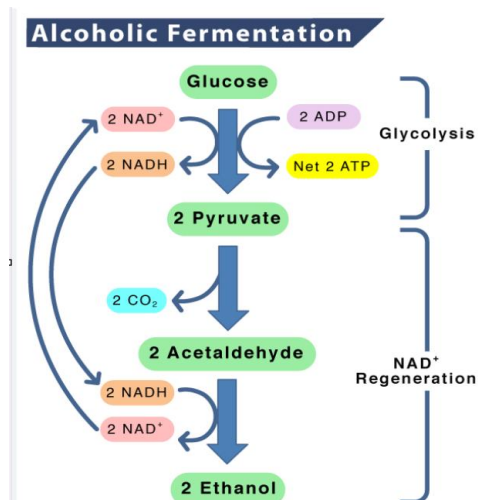 Alcoholic Fermentation
Glucose
2 NAD⁺
2 ADP
Glycolysis
2 NADH
Net 2 ATP
2 Pyruvate
2 CO₂
2 Acetaldehyde
NAD⁺
Regeneration
2 NADH
2 NAD⁺
2 Ethanol